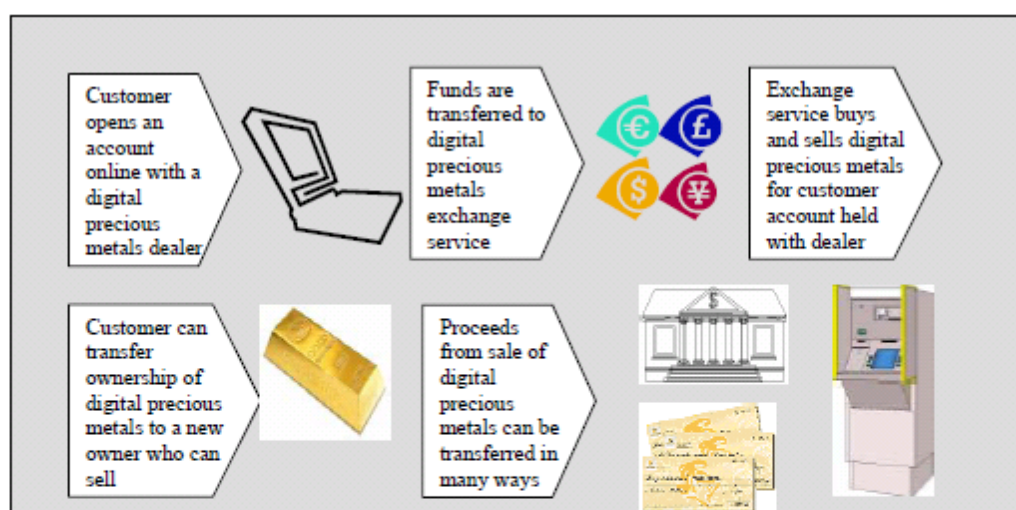 Customer
opens an
account
online with a
digital
precious
metals dealer
Funds are
transferred to
digital
precious
metals
exchange
service
€
£
$
¥
Exchange
service buys
and sells digital
precious metals
for customer
account held
with dealer
Customer can
transfer
ownership of
digital precious
metals to a new
owner who can
sell
Proceeds
from sale of
digital
precious
metals can be
transferred in
many ways
$